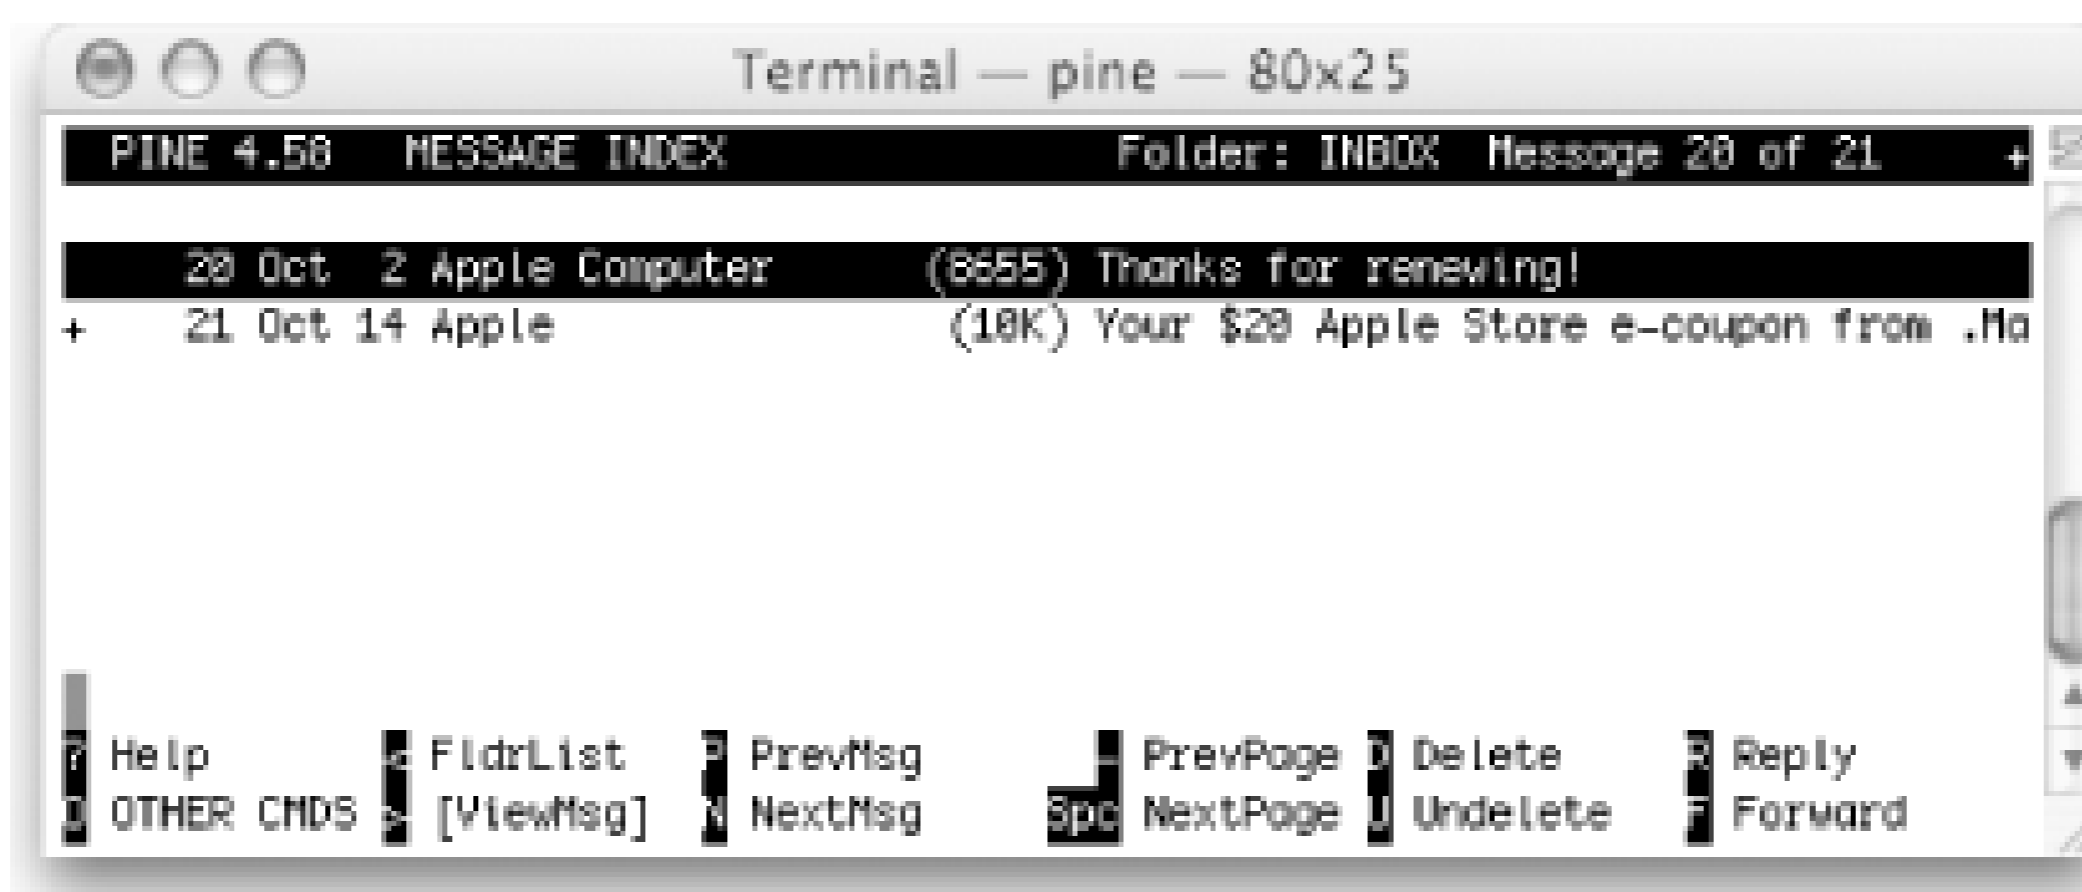 Terminal — pine — 80x25
PINE 4.58   MESSAGE INDEX   Folder: INBOX  Message 20 of 21   +
20 Oct  2 Apple Computer   (8655) Thanks for renewing!
+   21 Oct 14 Apple   (10K) Your $20 Apple Store e-coupon from .Ma
? Help   < FldrList   P PrevMsg   - PrevPage   D Delete   R Reply
O OTHER CMDS   > [ViewMsg]   N NextMsg   Spc NextPage   U Undelete   F Forward